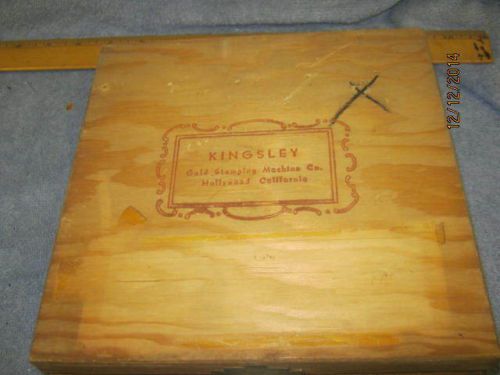 KINGSLEY
Gold Stamping Machine Co.
Hollywood California
12/12/2014